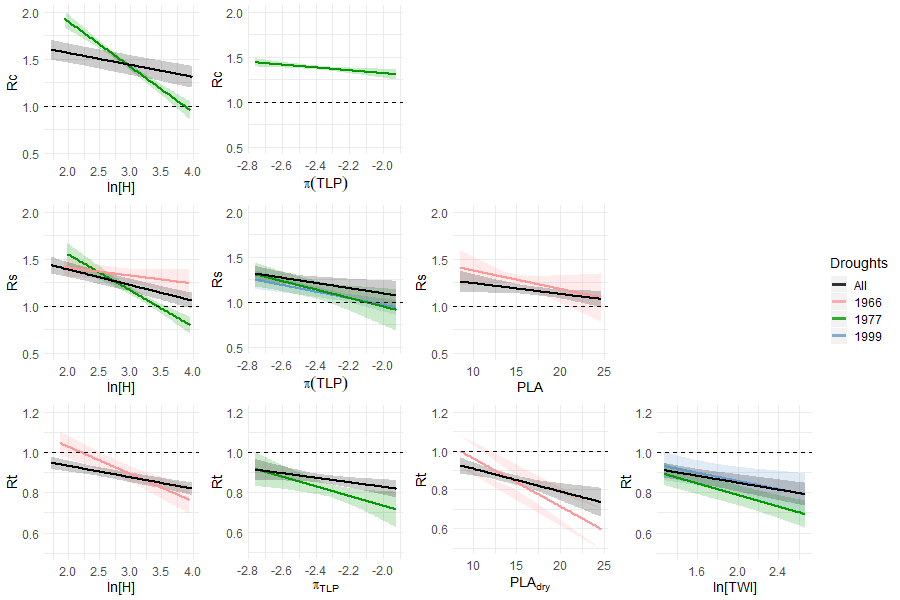 2.0 2.0
1.5 1.5
Rc Rc
1.0 1.0
0.5 0.5
2.0 2.5 3.0 3.5 4.0 -2.8 -2.6 -2.4 -2.2 -2.0
ln[H] π(TLP)
2.0 2.0 2.0
1.5 1.5 1.5
Rs Rs Rs
1.0 1.0 1.0
0.5 0.5 0.5
2.0 2.5 3.0 3.5 4.0 -2.8 -2.6 -2.4 -2.2 -2.0 10 15 20 25
ln[H] π(TLP) PLA
Droughts
All
1966
1977
1999
1.2 1.2 1.2 1.2
1.0 1.0 1.0 1.0
Rt Rt Rt Rt
0.8 0.8 0.8 0.8
0.6 0.6 0.6 0.6
2.0 2.5 3.0 3.5 4.0 -2.8 -2.6 -2.4 -2.2 -2.0 10 15 20 25 1.6 2.0 2.4
ln[H] πTLP PLAdry ln[TWI]